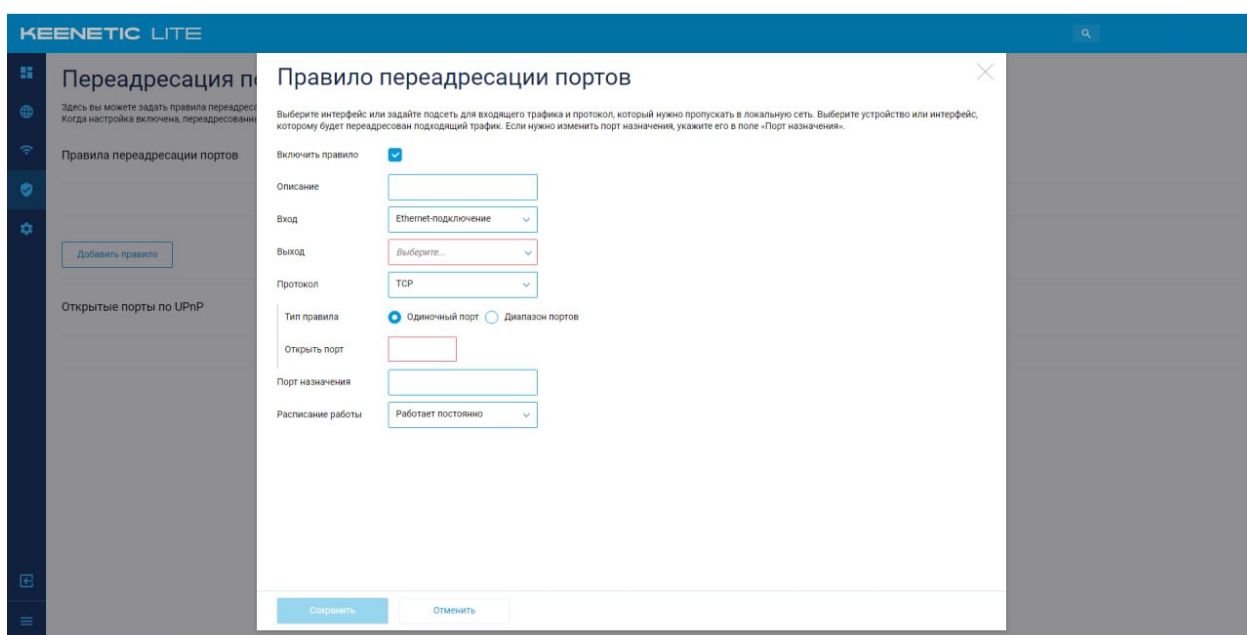 KEENETIC LITE
Переадресация п
Здесь вы можете задать правила переадрес
Когда настройка включена, переадресованн
Правила переадресации портов
Добавить правило
Открытые порты по UPnP
Правило переадресации портов
Выберите интерфейс или задайте подсеть для входящего трафика и протокол, который нужно пропускать в локальную сеть. Выберите устройство или интерфейс,
которому будет переадресован подходящий трафик. Если нужно изменить порт назначения, укажите его в поле «Порт назначения».
Включить правило
Описание
Вход Ethernet-подключение
Выход Выберите...
Протокол TCP
Тип правила Одиночный порт Диапазон портов
Открыть порт
Порт назначения
Расписание работы Работает постоянно
Сохранить Отменить